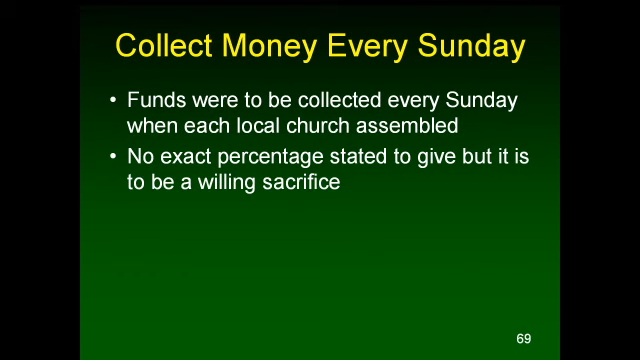 Collect Money Every Sunday
• Funds were to be collected every Sunday
when each local church assembled
• No exact percentage stated to give but it is
to be a willing sacrifice
69